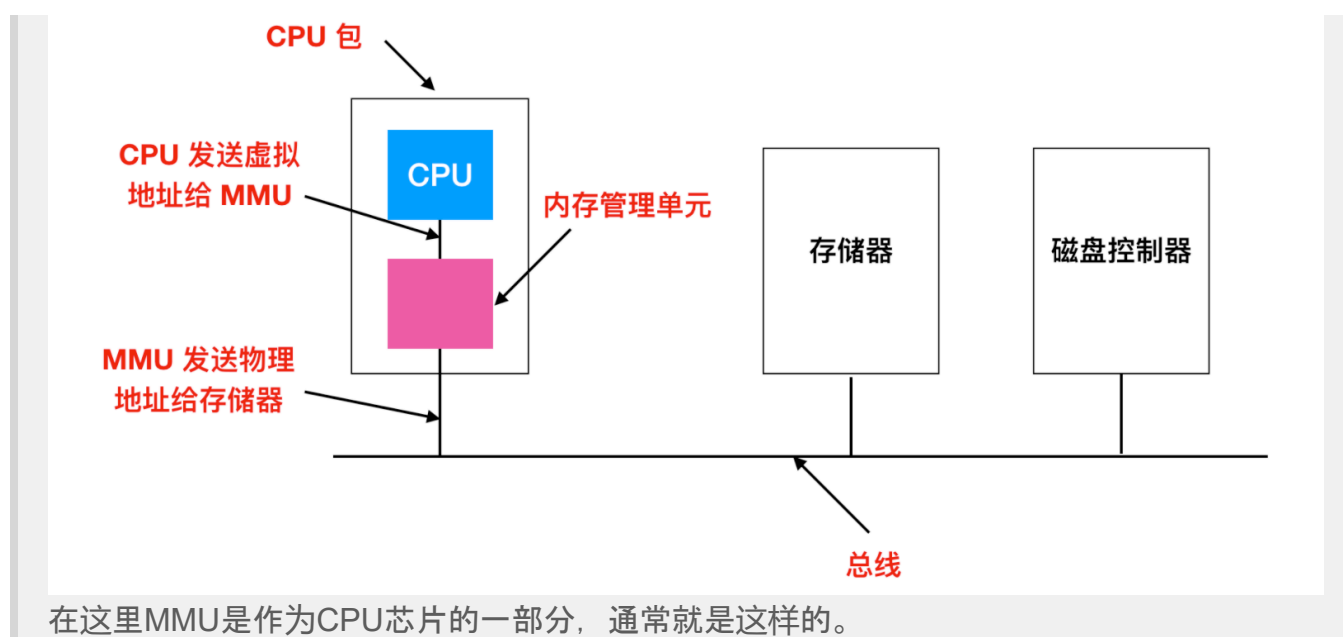 CPU 包
CPU 发送虚拟
地址给 MMU
CPU
内存管理单元
存储器
磁盘控制器
MMU 发送物理
地址给存储器
总线
在这里MMU是作为CPU芯片的一部分，通常就是这样的。